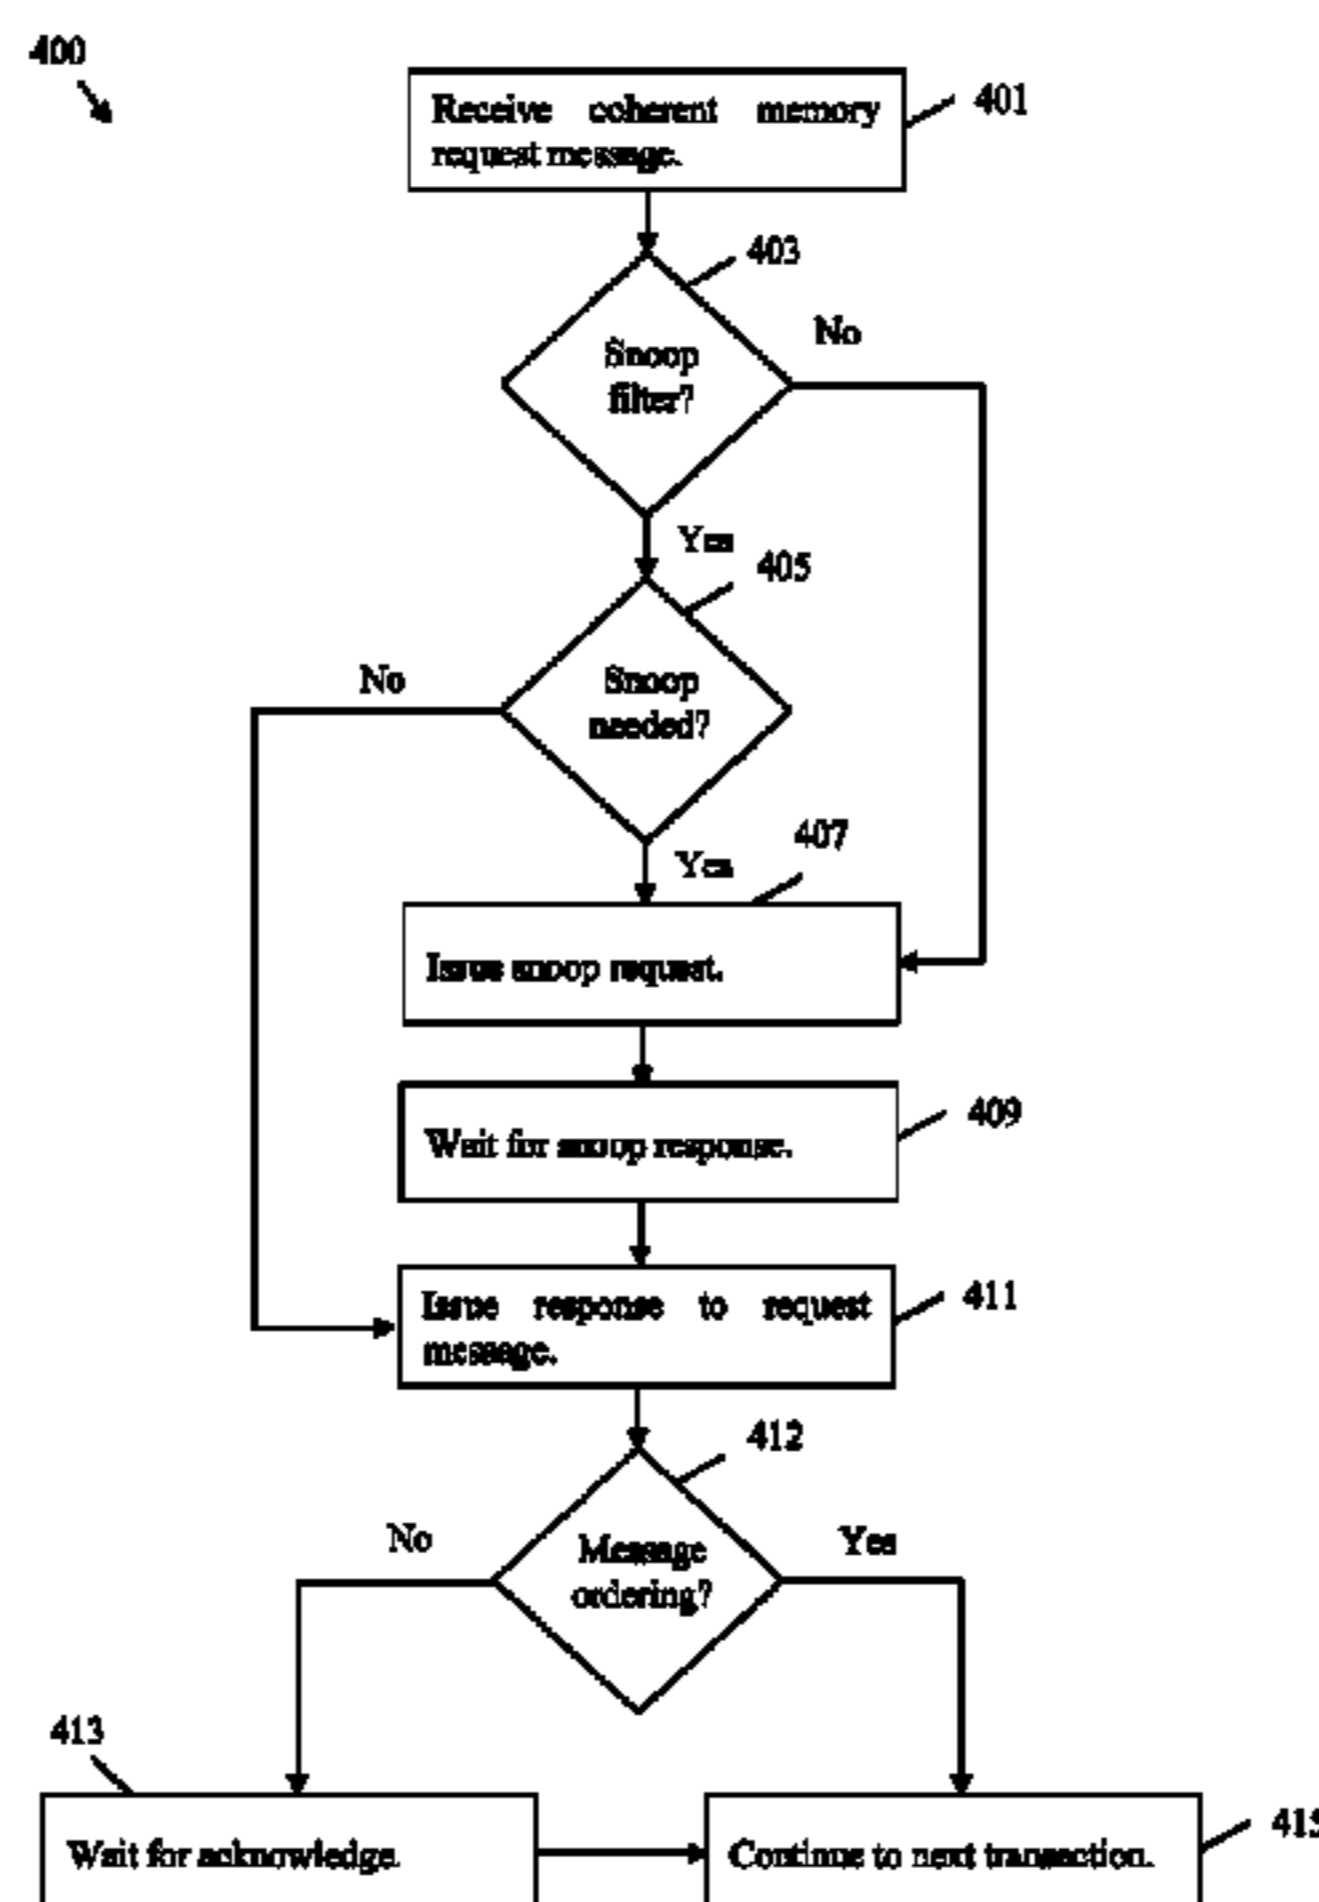 400
Receive coherent memory
request message.
401
403
Snoop
filter?
No
Yes
405
Snoop
needed?
No
Yes
407
Issue snoop request.
Wait for snoop response.
409
Issue response to request
message.
411
412
Message
ordering?
No
Yes
413
Wait for acknowledge.
Continue to next transaction.
415